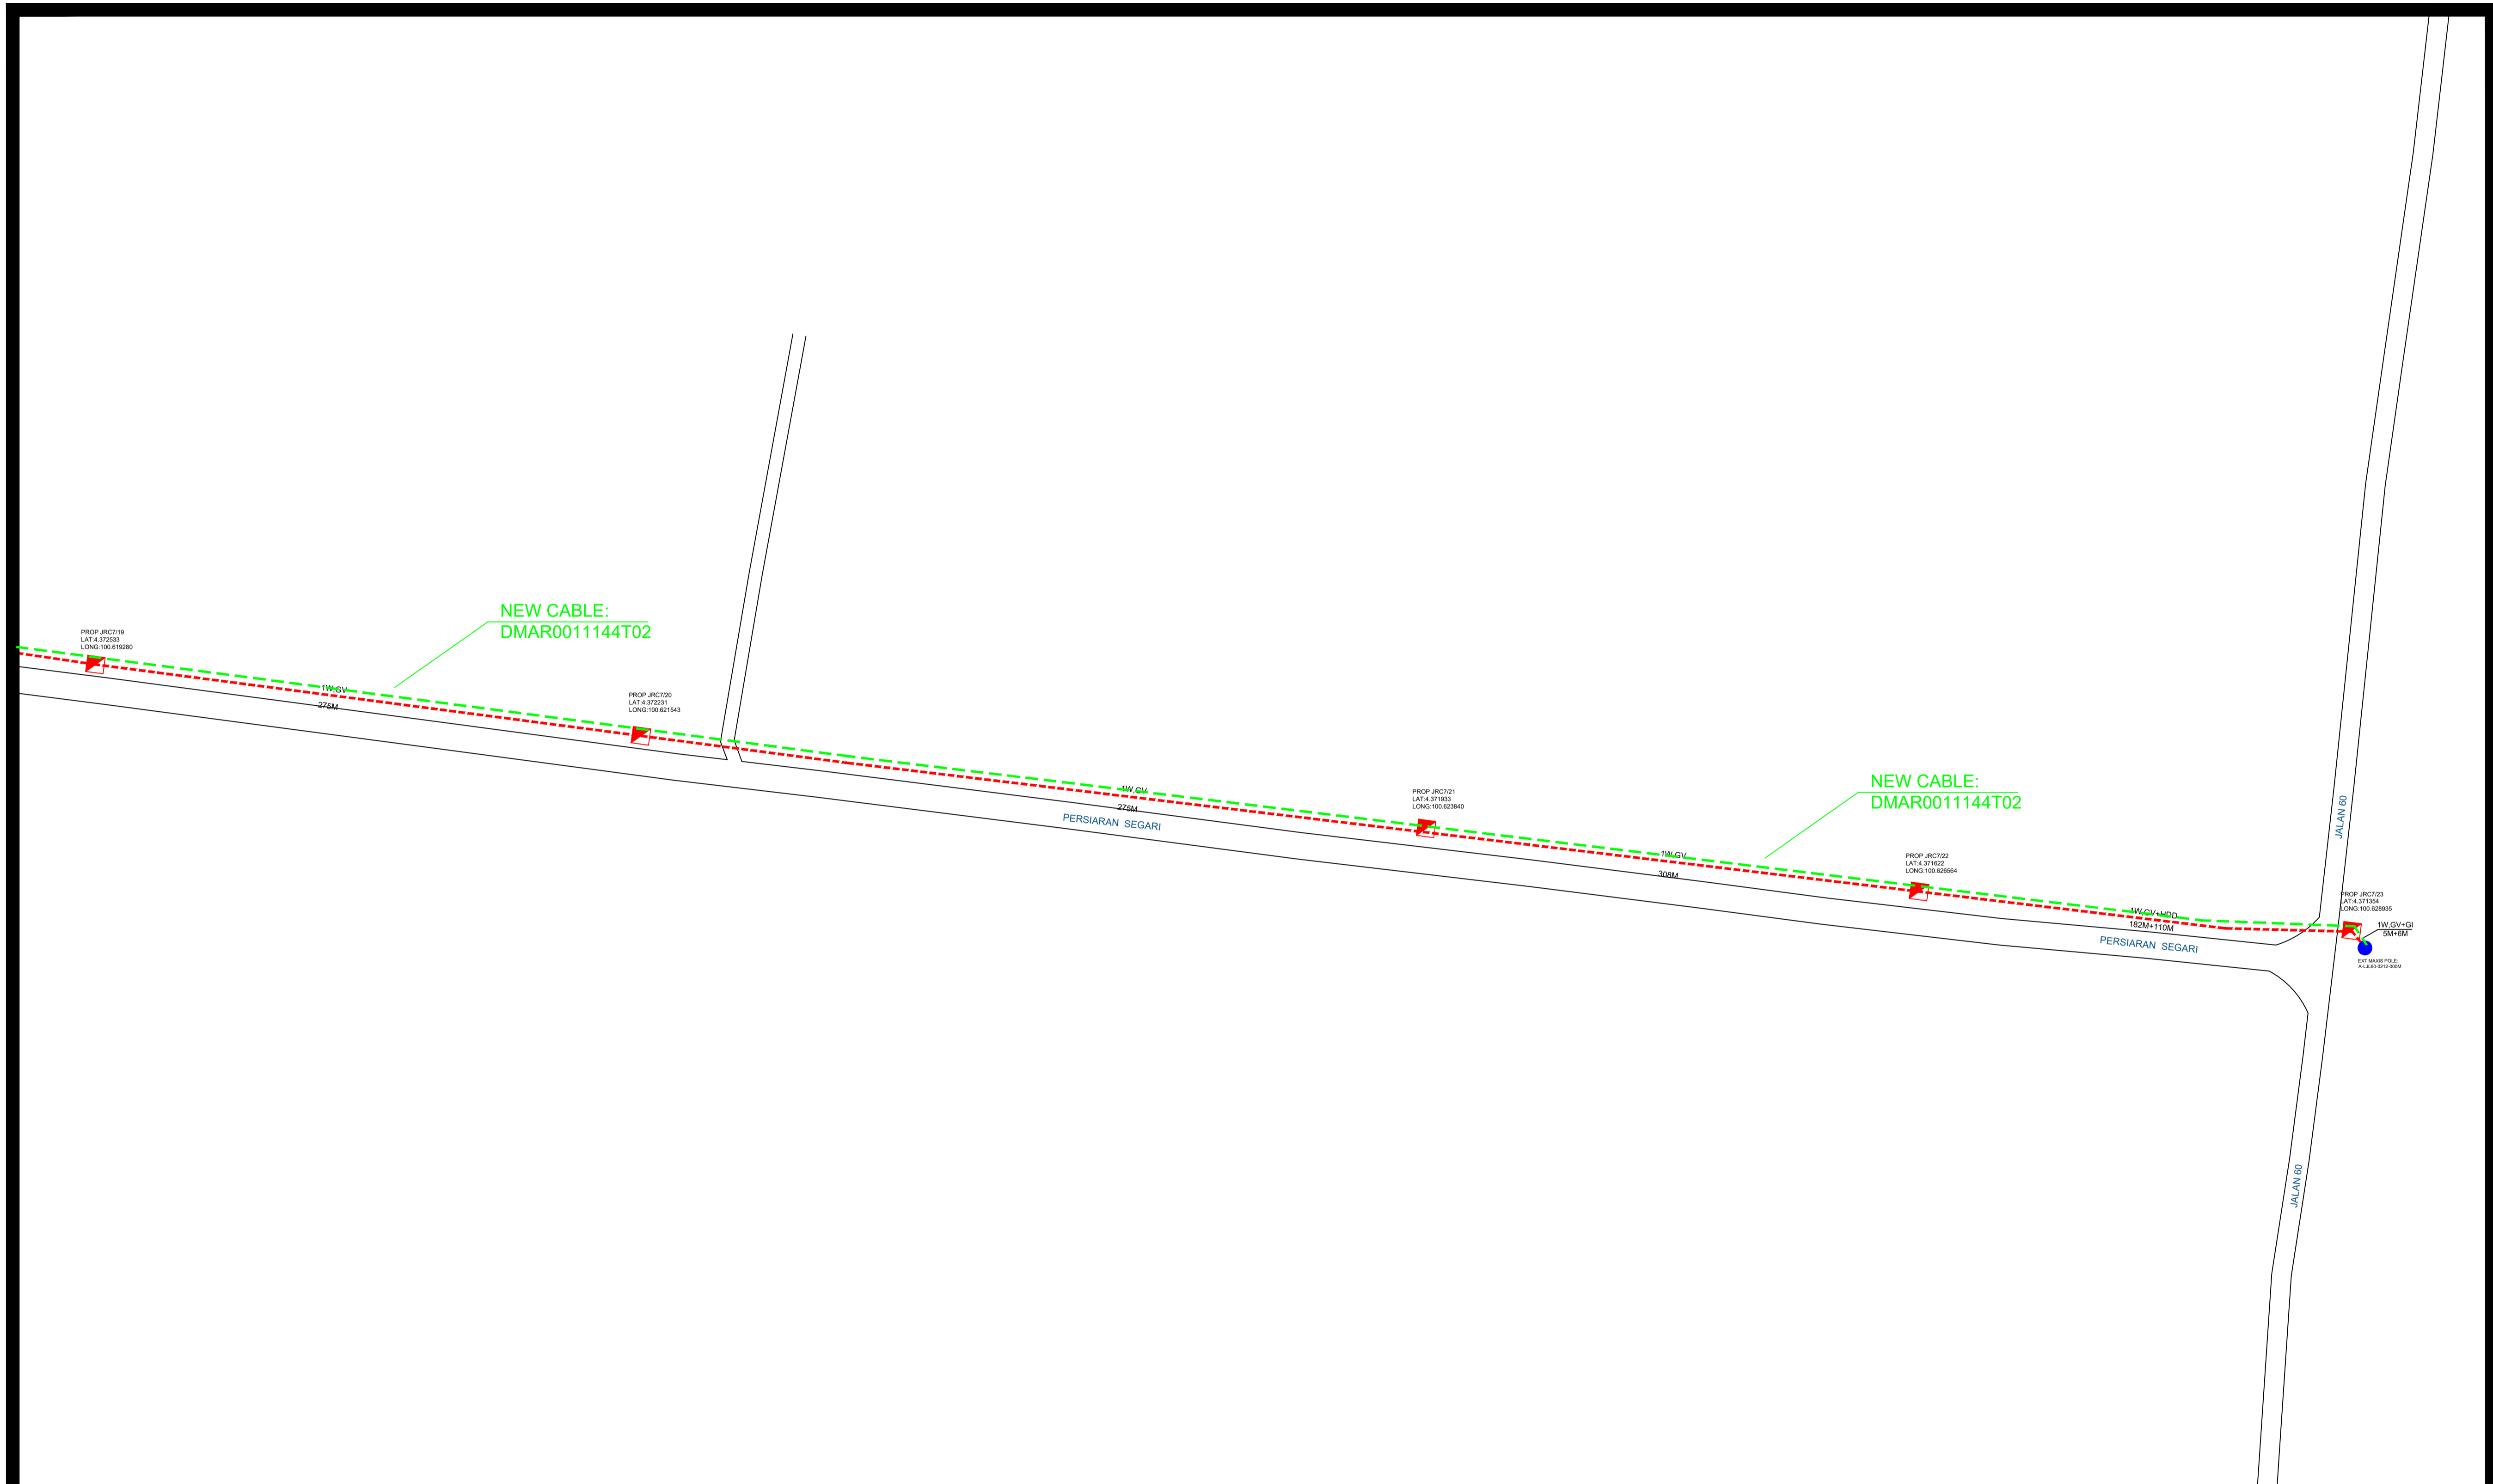 NEW CABLE:
DMAR0011144T02
PROP JRC7/19
LAT:4.372533
LONG:100.619280
1W,GV
275M
PROP JRC7/20
LAT:4.372231
LONG:100.621543
1W,GV
275M
PERSIARAN SEGARI
PROP JRC7/21
LAT:4.371933
LONG:100.623840
NEW CABLE:
DMAR0011144T02
1W,GV
308M
PROP JRC7/22
LAT:4.371622
LONG:100.626564
JALAN 60
1W,GV+HDD
182M+110M
PERSIARAN SEGARI
PROP JRC7/23
LAT:4.371354
LONG:100.628935
1W,GV+GI
5M+6M
EXT MAXIS POLE:
A-LJL60-0212-000M
JALAN 60